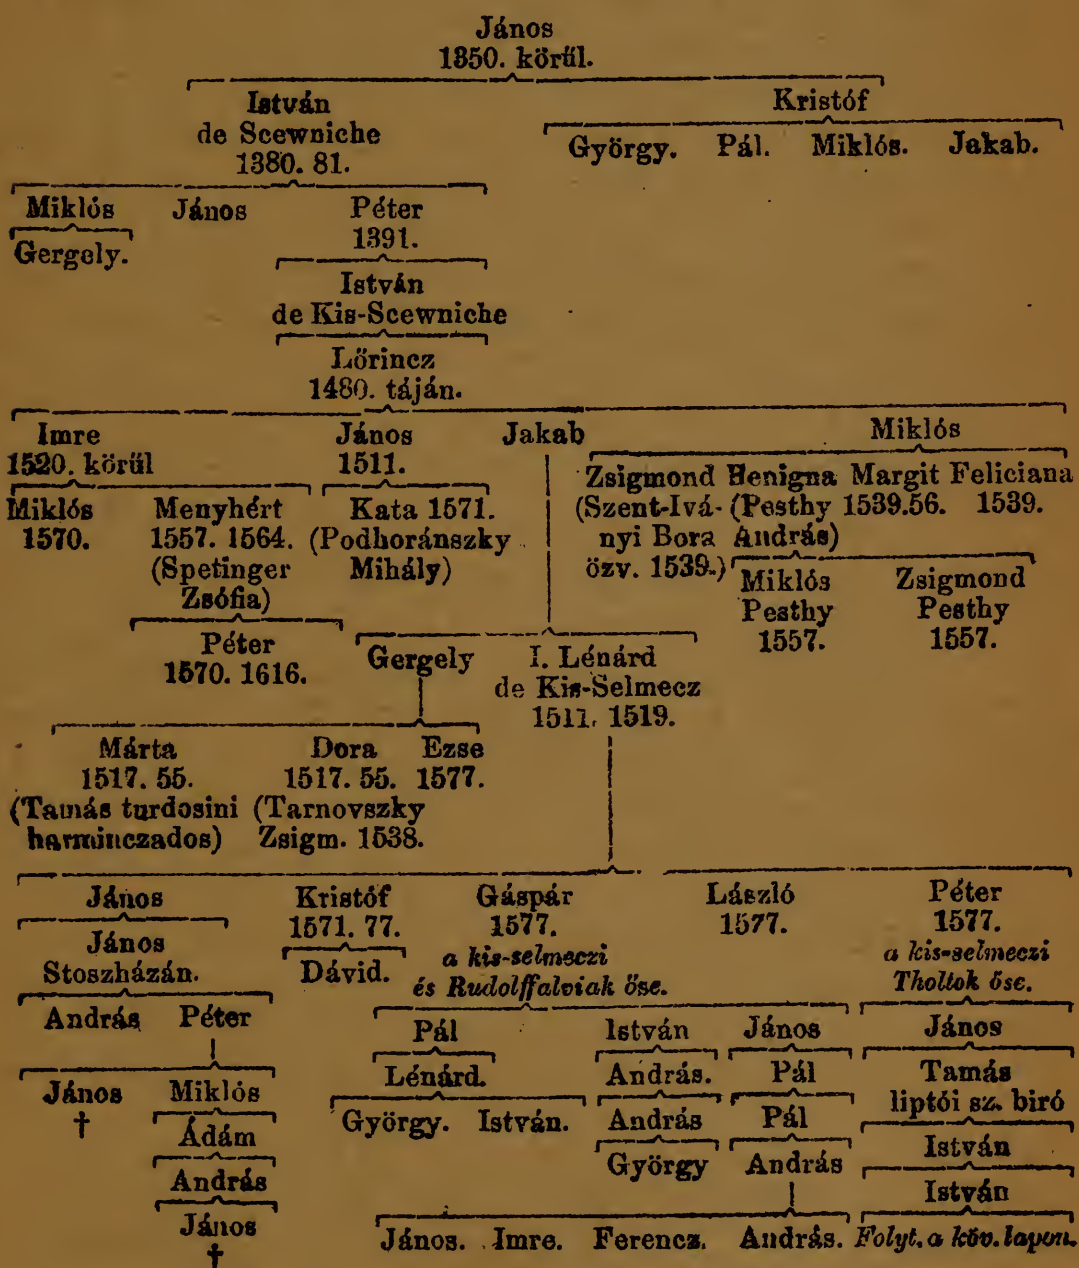 János
1350. körűl.
István
de Scewniche
1380. 81.
Kristóf
György. Pál. Miklós. Jakab.
Miklós János Péter
1391.
Gergely.
István
de Kis-Scewniche
Lőrincz
1480. táján.
Imre
1520. körűl
János
1511.
Jakab
Miklós
Miklós
1570.
Menyhért
1557. 1564.
(Spetinger
Zsófia)
Kata 1571.
(Podhoránszky
Mihály)
Zsigmond Benigna Margit Feliciana
(Szent-Ivá- (Pesthy 1539.56. 1539.
nyi Bora András)
özv. 1539.)
Miklós
Pesthy
1557.
Zsigmond
Pesthy
1557.
Péter
1570. 1616.
Gergely
I. Lénárd
de Kis-Selmecz
1511. 1519.
Márta
1517. 55.
(Tamás turdosini
harminczados)
Dora
1517. 55.
(Tarnovszky
Zsigm. 1538.
Ezse
1577.
János
Kristóf
1571. 77.
Gáspár
1577.
a kis-selmeczi
és Rudolffalviak őse.
László
1577.
Péter
1577.
a kis-selmeczi
Tholtok őse.
János
Stoszházán.
Dávid.
András Péter
János
†
Miklós
Ádám
András
János
†
Pál István János János
Lénárd. András. Pál Tamás
liptói sz. biró
György. István. András Pál
István
György András
István
János. Imre. Ferencz. András. Folyt. a köv. lapon.